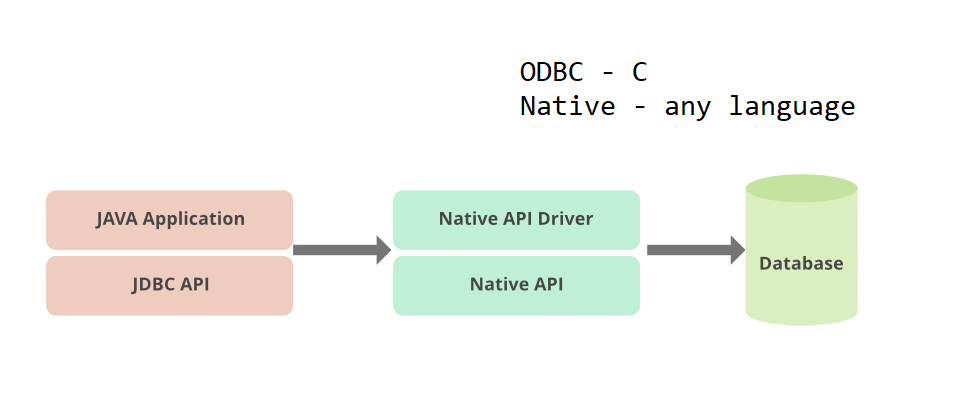 ODBC - C
Native - any language
JAVA Application
JDBC API
Native API Driver
Native API
Database